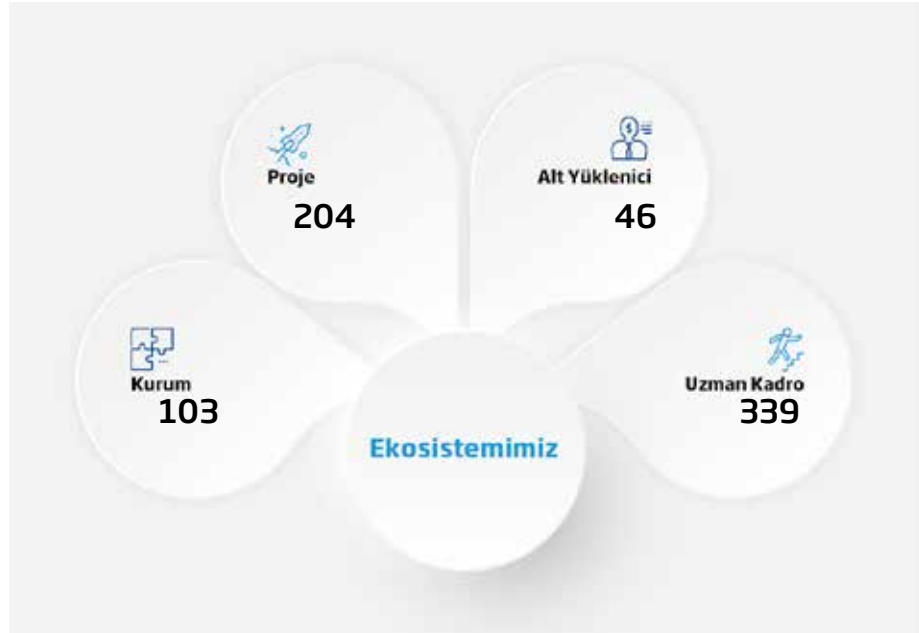 Proje
204
Alt Yüklenici
46
Kurum
103
Uzman Kadro
339
Ekosistemimiz